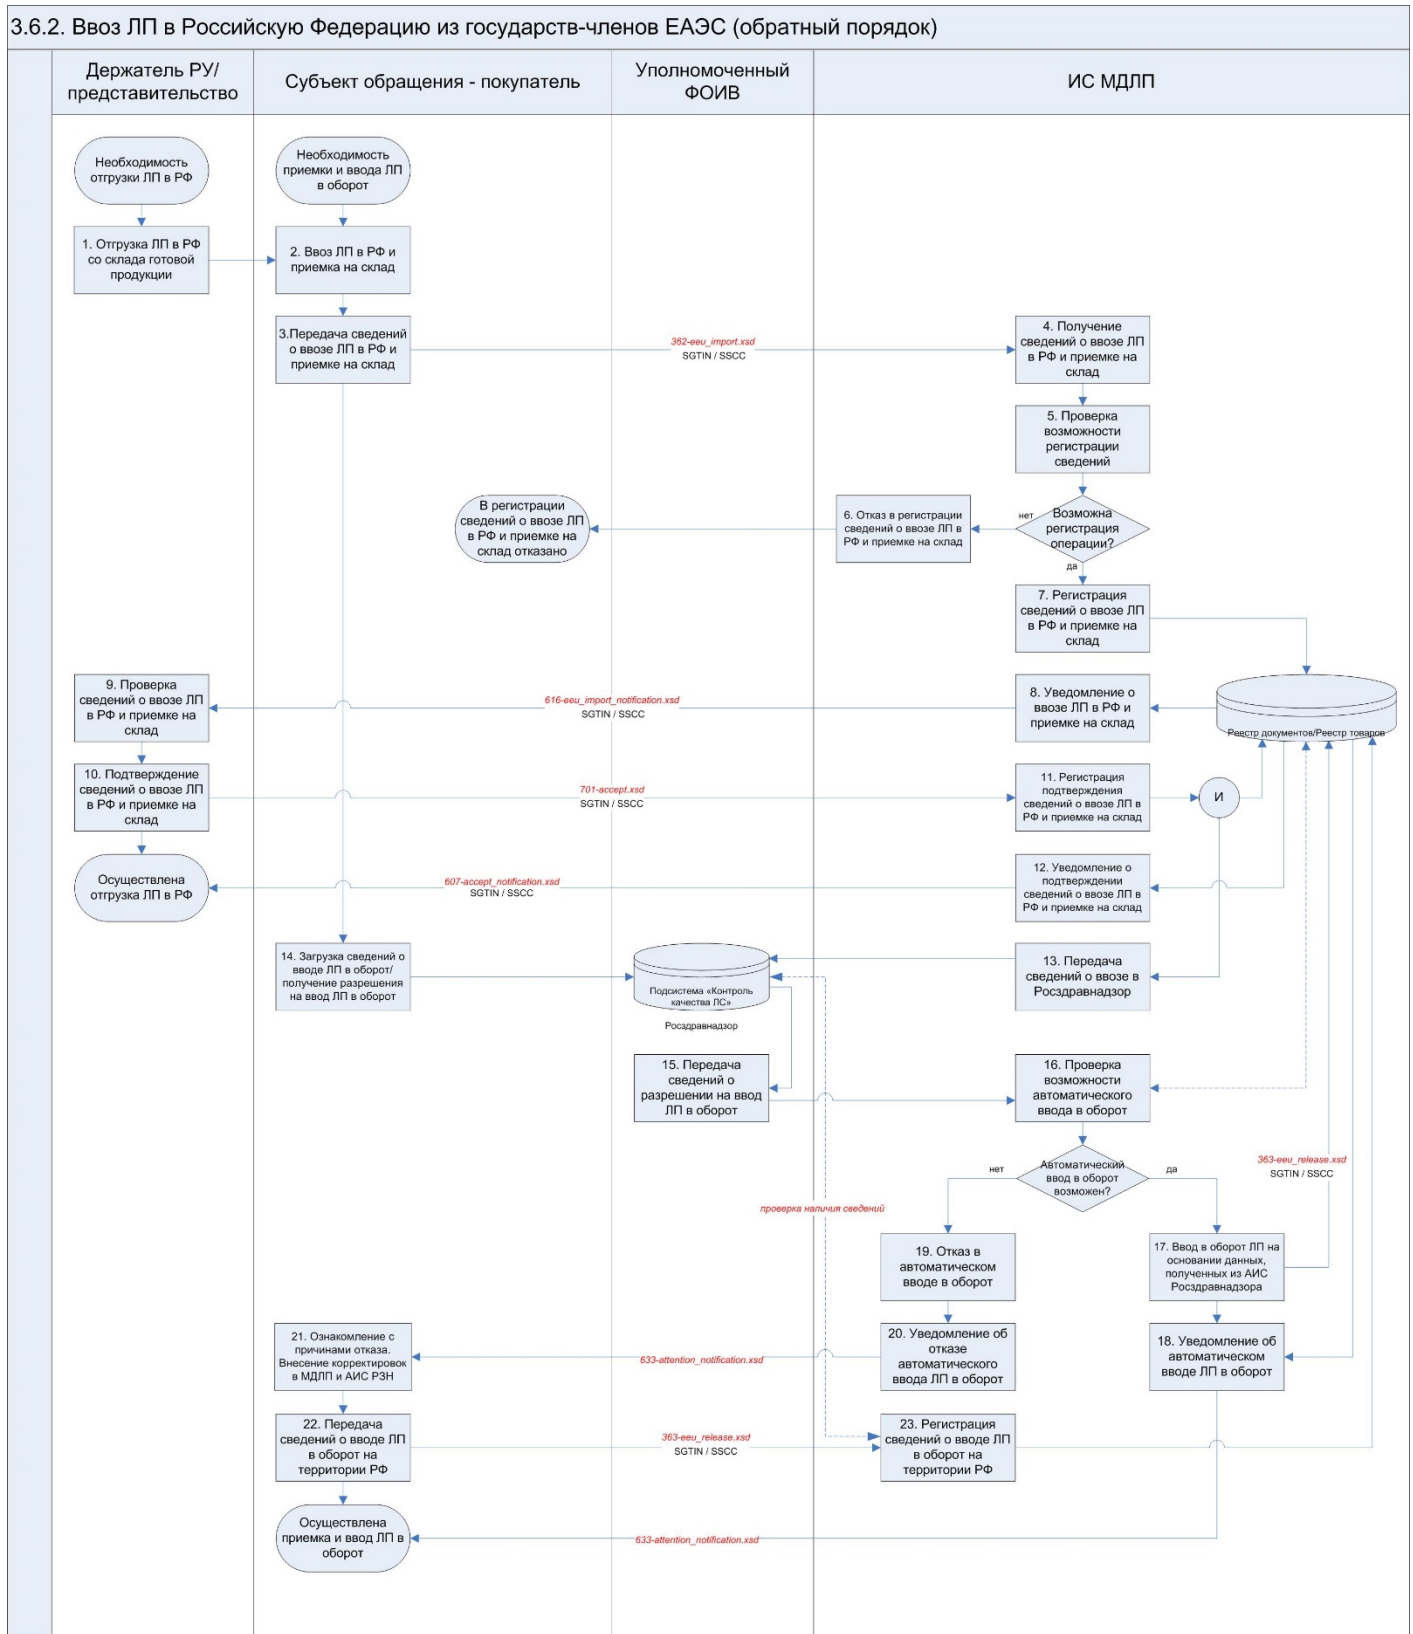 3.6.2. Ввоз ЛП в Российскую Федерацию из государств-членов ЕАЭС (обратный порядок)
Держатель РУ/
представительство
Субъект обращения - покупатель
Уполномоченный
ФОИВ
ИС МДЛП
Необходимость
отгрузки ЛП в РФ
Необходимость
приемки и ввода ЛП
в оборот
1. Отгрузка ЛП в РФ
со склада готовой
продукции
2. Ввоз ЛП в РФ и
приемка на склад
3.Передача сведений
о ввозе ЛП в РФ и
приемке на склад
362-eeu_import.xsd
SGTIN / SSCC
4. Получение
сведений о ввозе ЛП
в РФ и приемке на
склад
5. Проверка
возможности
регистрации
сведений
В регистрации
сведений о ввозе ЛП
в РФ и приемке на
склад отказано
6. Отказ в регистрации
сведений о ввозе ЛП в
РФ и приемке на склад
нет
Возможна
регистрация
операции?
да
7. Регистрация
сведений о ввозе ЛП
в РФ и приемке на
склад
9. Проверка
сведений о ввозе ЛП
в РФ и приемке на
склад
616-eeu_import_notification.xsd
SGTIN / SSCC
8. Уведомление о
ввозе ЛП в РФ и
приемке на склад
Реестр документов/Реестр товаров
10. Подтверждение
сведений о ввозе ЛП
в РФ и приемке на
склад
701-accept.xsd
SGTIN / SSCC
11. Регистрация
подтверждения
сведений о ввозе ЛП в
РФ и приемке на склад
И
Осуществлена
отгрузка ЛП в РФ
607-accept_notification.xsd
SGTIN / SSCC
12. Уведомление о
подтверждении
сведений о ввозе ЛП в
РФ и приемке на склад
14. Загрузка сведений о
вводе ЛП в оборот/
получение разрешения
на ввод ЛП в оборот
Подсистема «Контроль
качества ЛС»
Росздравнадзор
13. Передача
сведений о ввозе в
Росздравнадзор
15. Передача
сведений о
разрешении на ввод
ЛП в оборот
16. Проверка
возможности
автоматического
ввода в оборот
нет
Автоматический
ввод в оборот
возможен?
да
363-eeu_release.xsd
SGTIN / SSCC
проверка наличия сведений
19. Отказ в
автоматическом
вводе в оборот
17. Ввод в оборот ЛП на
основании данных,
полученных из АИС
Росздравнадзора
21. Ознакомление с
причинами отказа.
Внесение корректировок
в МДЛП и АИС РЗН
633-attention_notification.xsd
20. Уведомление об
отказе
автоматического
ввода ЛП в оборот
18. Уведомление об
автоматическом
вводе ЛП в оборот
22. Передача
сведений о вводе ЛП
в оборот на
территории РФ
363-eeu_release.xsd
SGTIN / SSCC
23. Регистрация
сведений о вводе ЛП
в оборот на
территории РФ
Осуществлена
приемка и ввод ЛП в
оборот
633-attention_notification.xsd